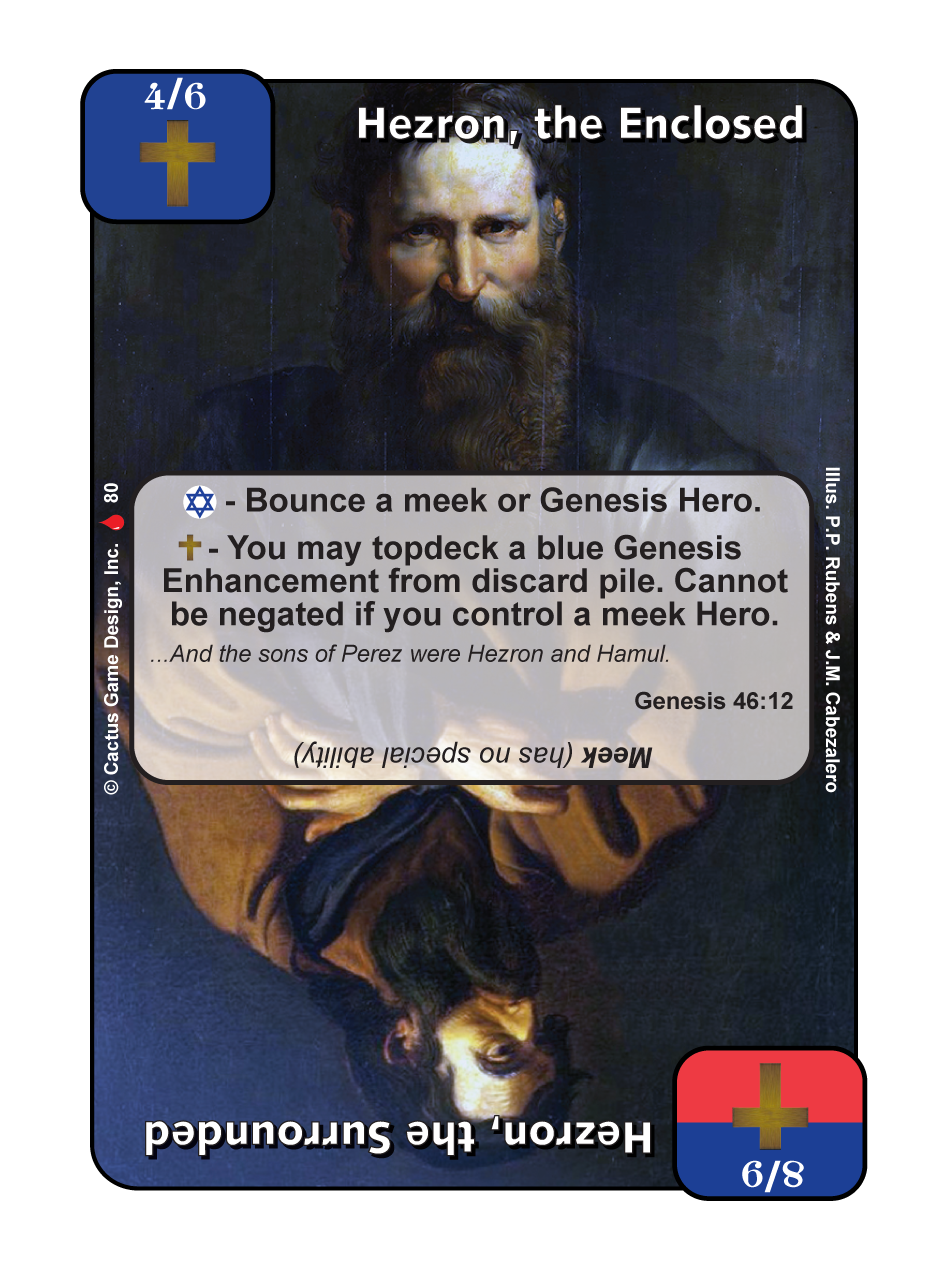 4/6
Hezron, the Enclosed
- Bounce a meek or Genesis Hero.
- You may topdeck a blue Genesis
Enhancement from discard pile. Cannot
be negated if you control a meek Hero.
...And the sons of Perez were Hezron and Hamul.
Genesis 46:12
Meek (has no special ability)
© Cactus Game Design, Inc. 80
Illus. P.P. Rubens & J.M. Cabezalero
Hezron, the Surrounded
6/8